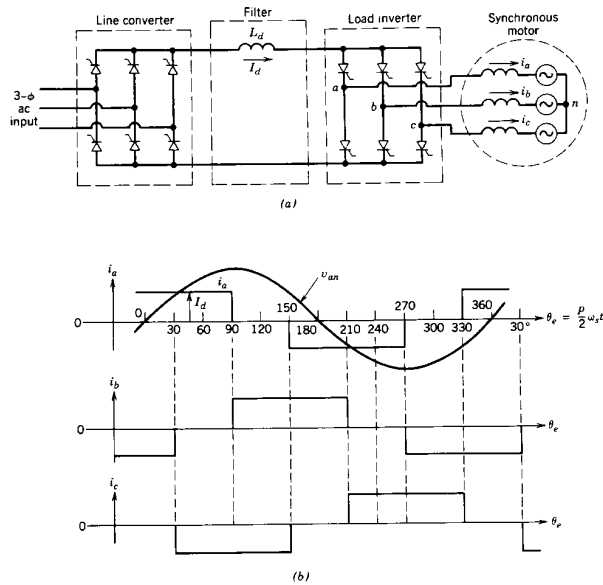 Line converter
Filter
Load inverter
Synchronous
motor
L_d
I_d
3-ϕ
ac
input
a
b
c
i_a
i_b
i_c
n
(a)
i_a
i_a
I_d
v_an
0
0 30 60 90 120 150 180 210 240 270 300 330 360 30°
θ_e = p/2 ω_s t
i_b
0
θ_e
i_c
0
θ_e
(b)